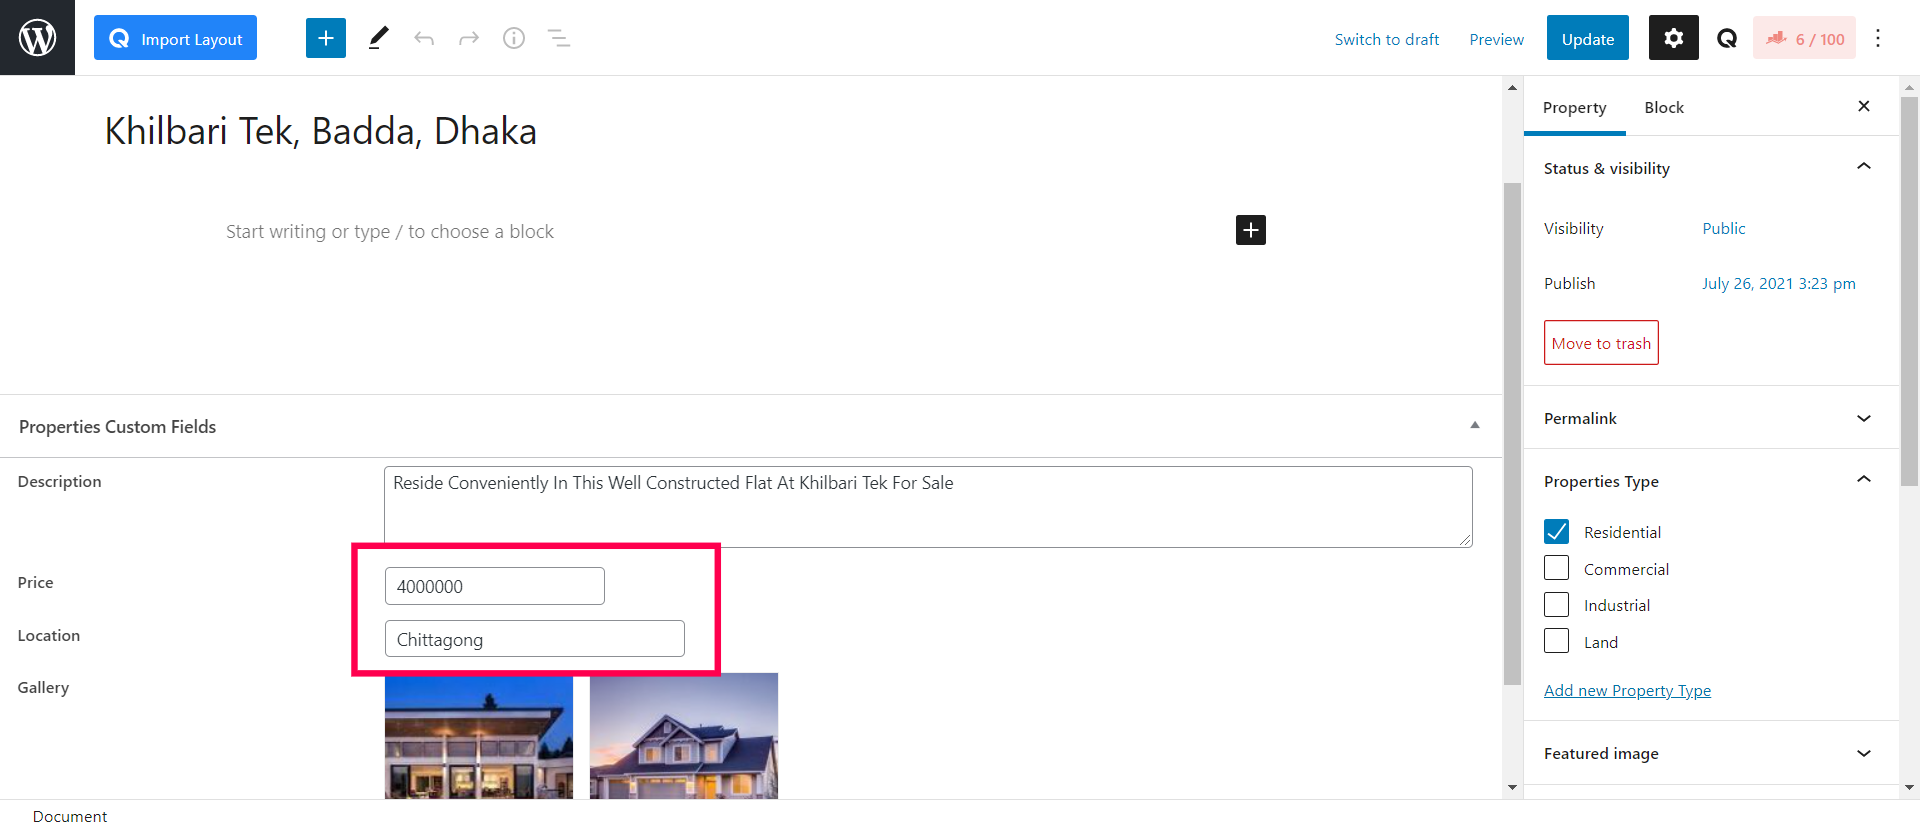 Import Layout
Switch to draft
Preview
Update
6 / 100
Khilbari Tek, Badda, Dhaka
Start writing or type / to choose a block
Properties Custom Fields
Description
Reside Conveniently In This Well Constructed Flat At Khilbari Tek For Sale
Price
4000000
Location
Chittagong
Gallery
Document
Property
Block
Status & visibility
Visibility
Public
Publish
July 26, 2021 3:23 pm
Move to trash
Permalink
Properties Type
Residential
Commercial
Industrial
Land
Add new Property Type
Featured image